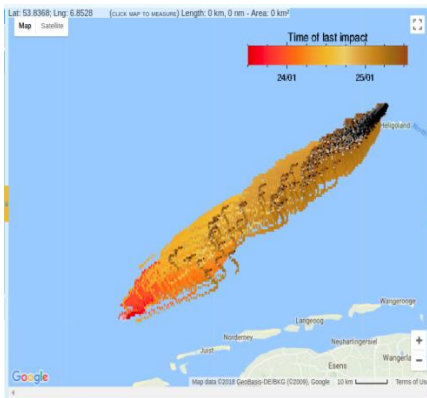 Lat: 53.8368; Lng: 6.8528 (CLICK MAP TO MEASURE) Length: 0 km, 0 nm - Area: 0 km²
Map Satellite
Time of last impact
24/01 25/01
Helgoland
Wangerooge
Langeoog
Norderney
Neuharlingersiel
Juist
Wangerla
Esens
Google
Map data ©2018 GeoBasis-DE/BKG (©2009), Google 10 km Terms of Us